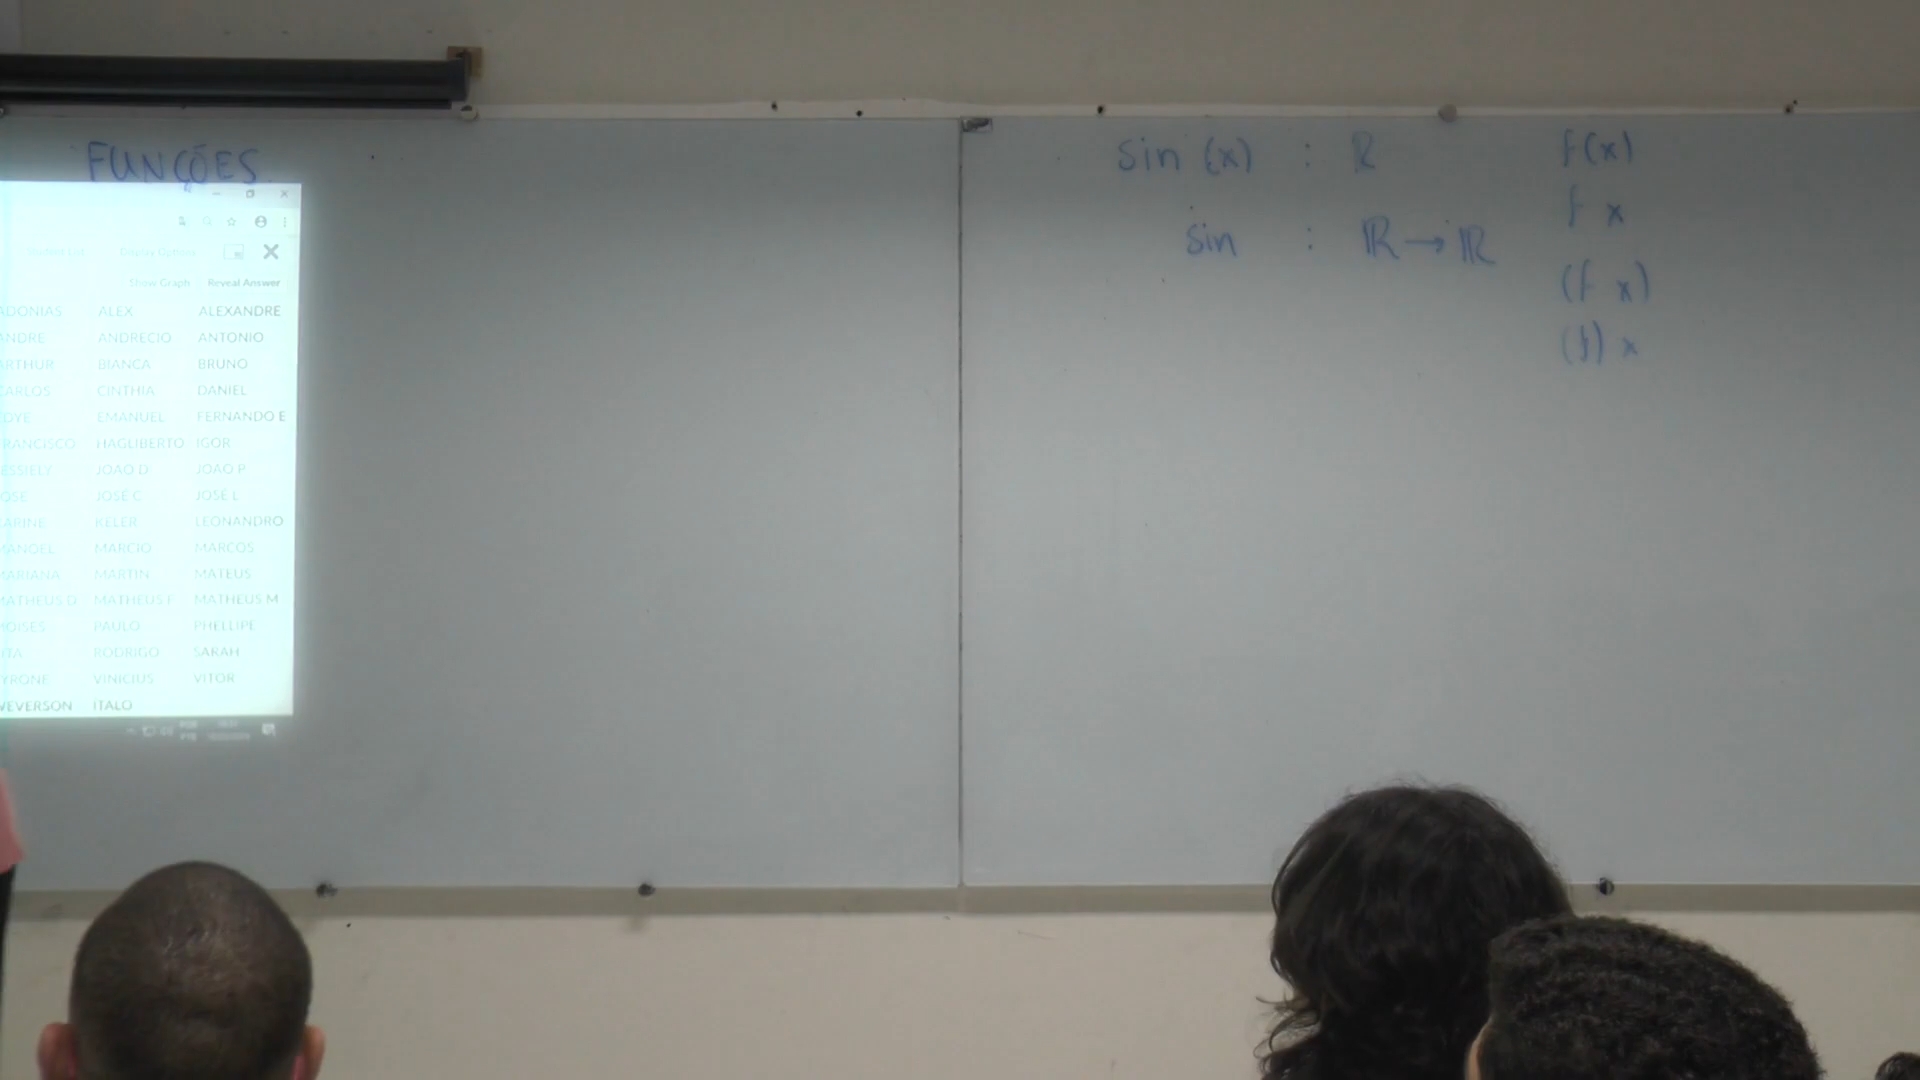 FUNÇÕES
Student List Display Options
Show Graph Reveal Answer
ADONIAS ALEX ALEXANDRE
ANDRE ANDRECIO ANTONIO
ARTHUR BIANCA BRUNO
CARLOS CINTHIA DANIEL
EMANUEL FERNANDO E
FRANCISCO HAGLIBERTO IGOR
ESSIELY JOAO D JOAO P
JOSE C JOSE L
KELER LEONANDRO
MANOEL MARCIO MARCOS
MARIANA MARTIN MATEUS
MATHEUS D MATHEUS F MATHEUS M
MOISES PAULO PHELLIPE
RODRIGO SARAH
YRONE VINICIUS VITOR
WEVERSON ITALO
sin (x) : ℝ
sin : ℝ → ℝ
f(x)
f x
(f x)
(f) x